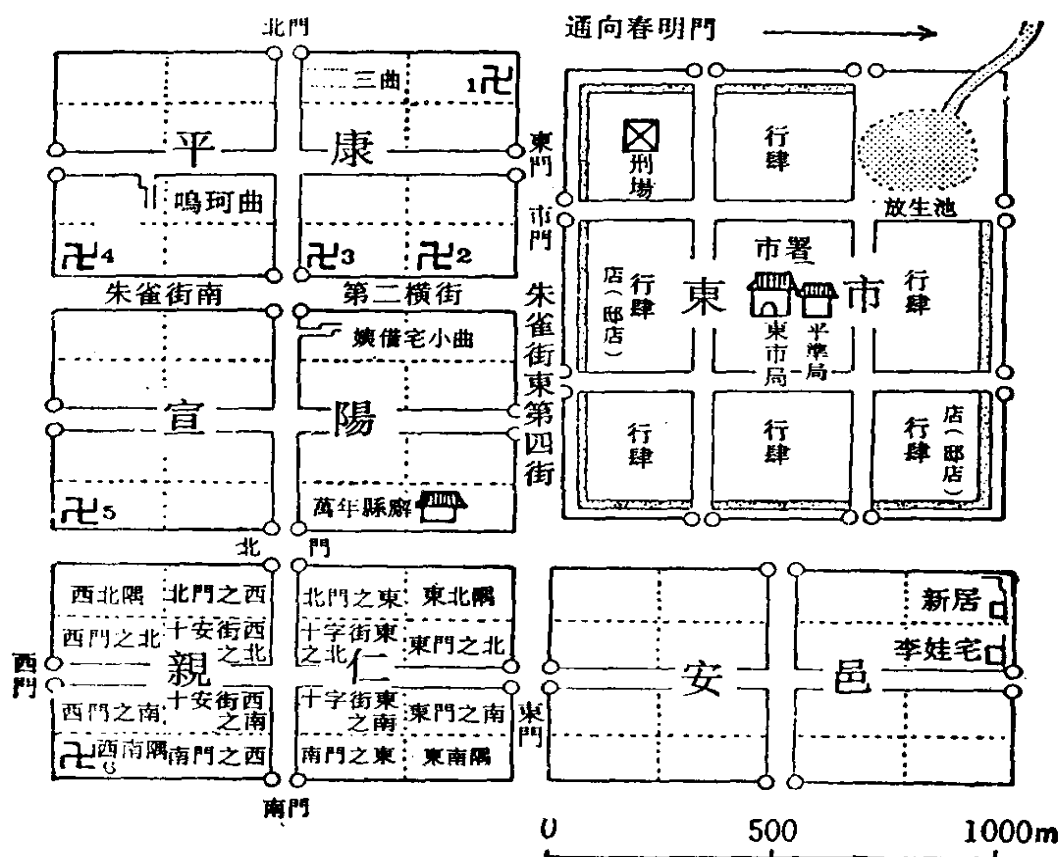 北門
通向春明門
三曲
1卍
平康
東門
鳴珂曲
市門
卍4
卍3
卍2
朱雀街南
第二橫街
朱雀街東第四街
姨借宅小曲
宣陽
卍5
萬年縣廨
刑場
行肆
放生池
店(邸店)
行肆
市署
東市
東市局
平準局
行肆
行肆
行肆
行肆
店(邸店)
北門
西北隅
北門之西
北門之東
東北隅
西門之北
十安街西之北
十字街東之北
東門之北
西門
親仁
東門
西門之南
十安街西之南
十字街東之南
東門之南
卍
西南隅
南門之西
南門之東
東南隅
南門
安邑
新居
李娃宅
0
500
1000m